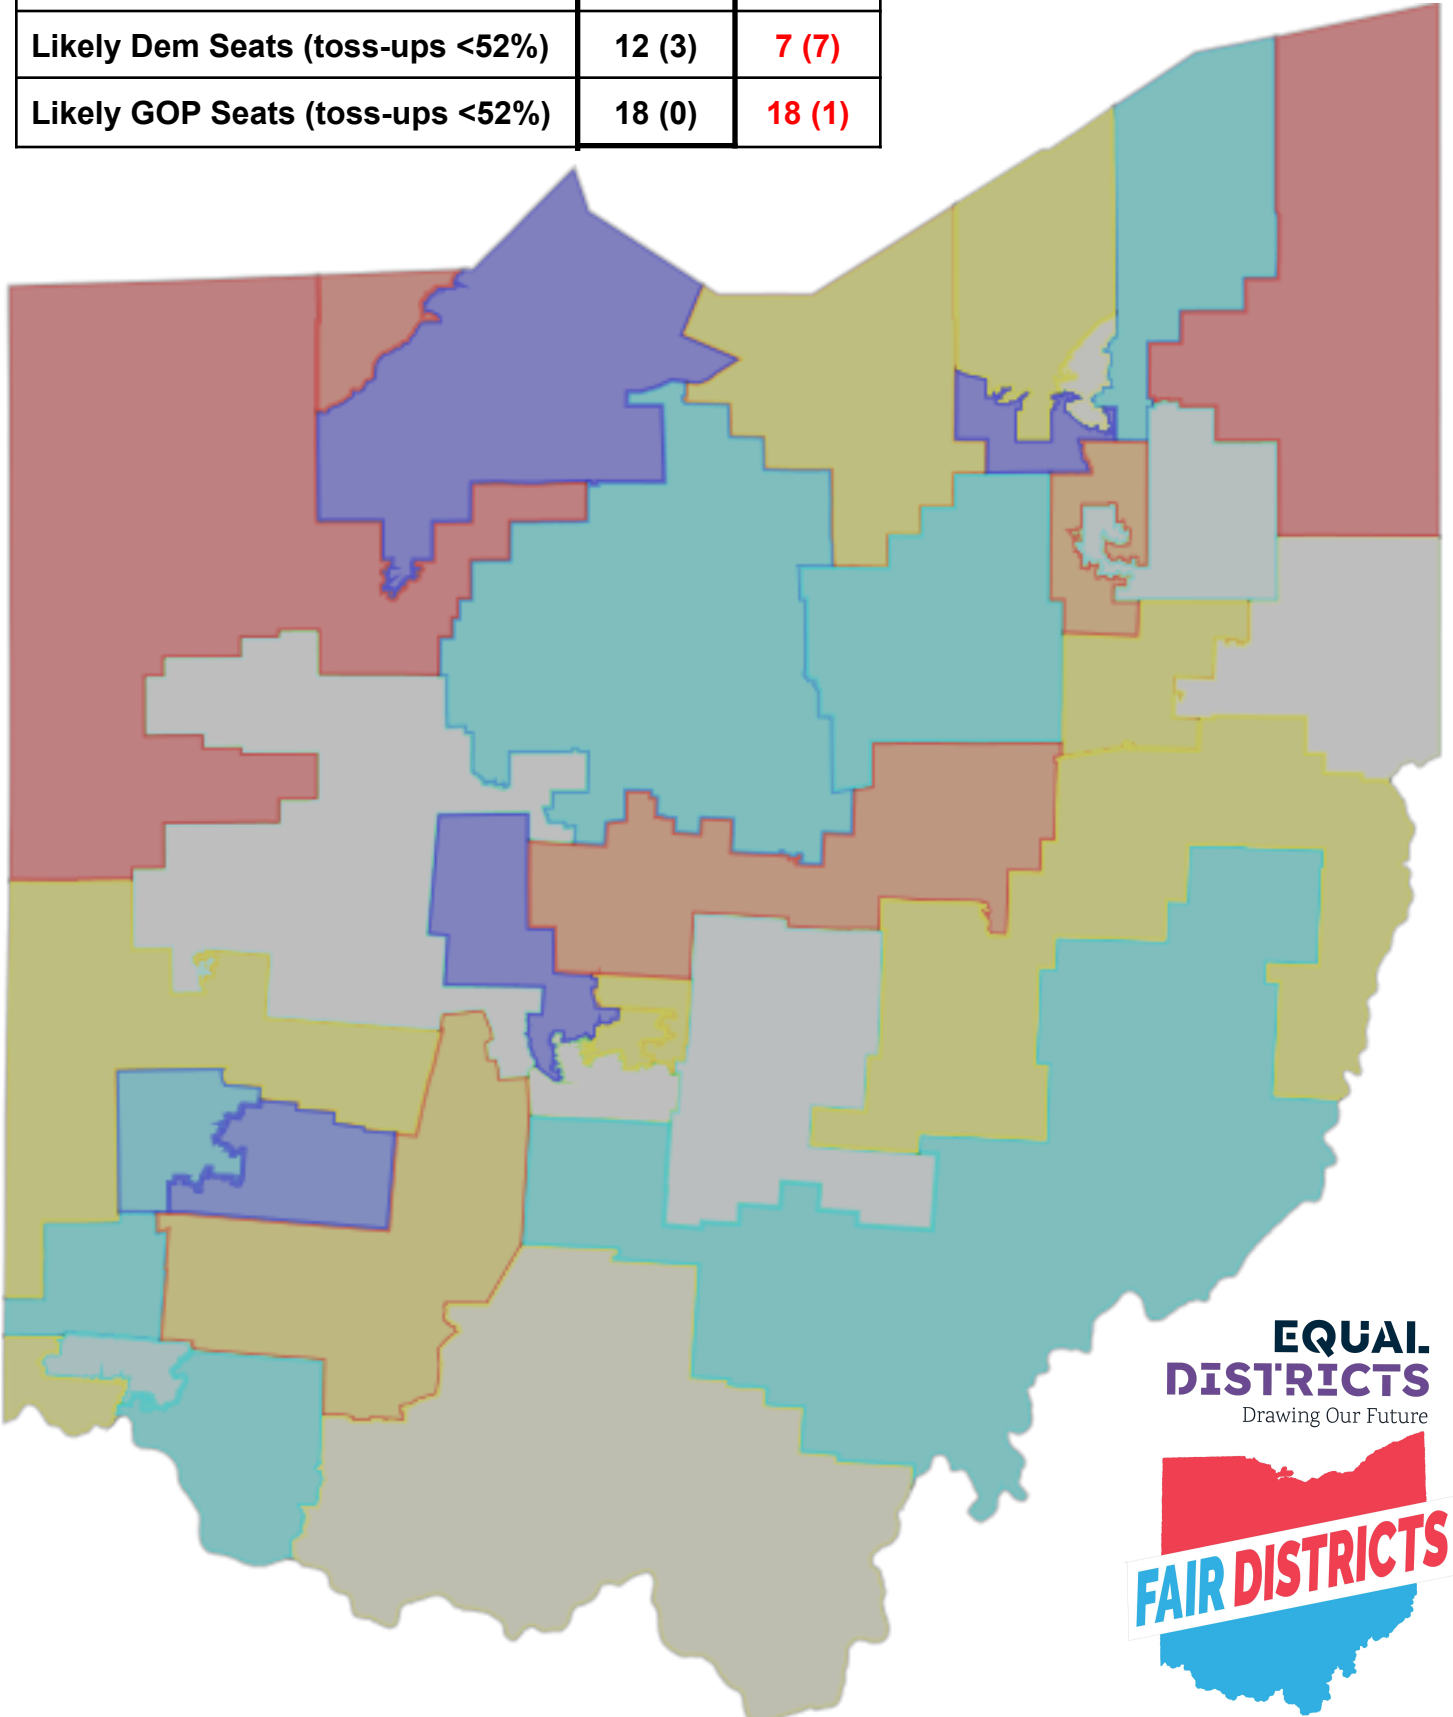 Likely Dem Seats (toss-ups <52%) 12 (3) 7 (7)
Likely GOP Seats (toss-ups <52%) 18 (0) 18 (1)
EQUAL
DISTRICTS
Drawing Our Future
FAIR DISTRICTS